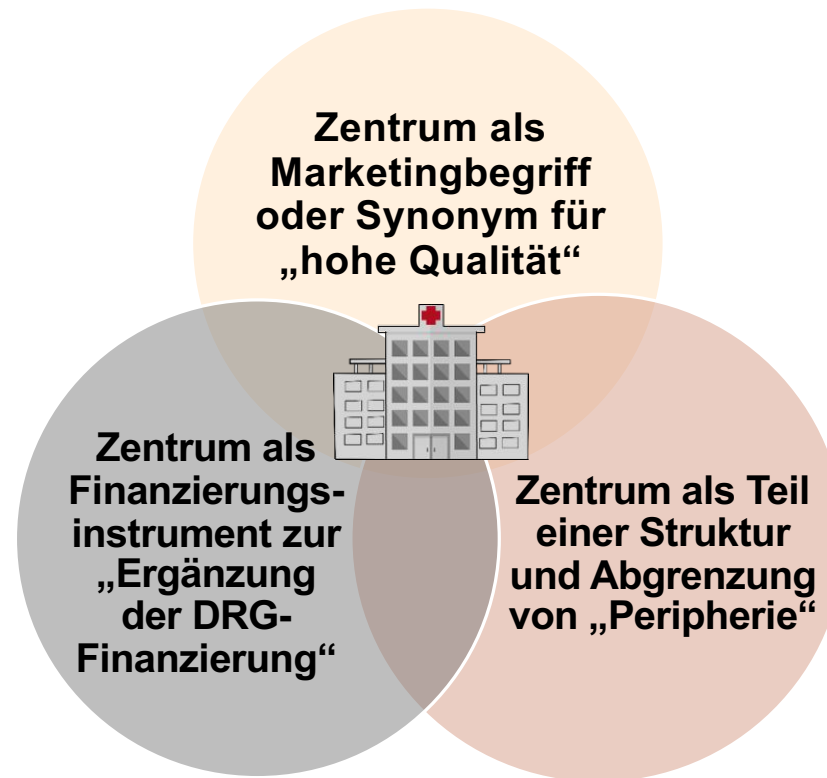 Zentrum als
Marketingbegriff
oder Synonym für
„hohe Qualität“
Zentrum als
Finanzierungs-
instrument zur
„Ergänzung
der DRG-
Finanzierung“
Zentrum als Teil
einer Struktur
und Abgrenzung
von „Peripherie“